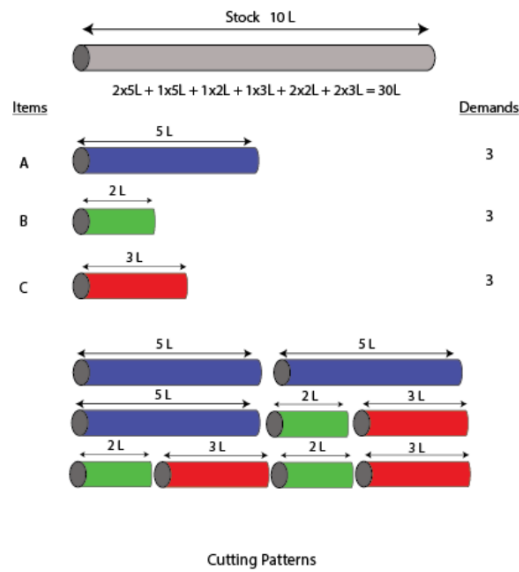 Stock 10 L
2x5L + 1x5L + 1x2L + 1x3L + 2x2L + 2x3L = 30L
Items Demands
5 L
A 3
2 L
B 3
3 L
C 3
5 L 5 L
5 L 2 L 3 L
2 L 3 L 2 L 3 L
Cutting Patterns